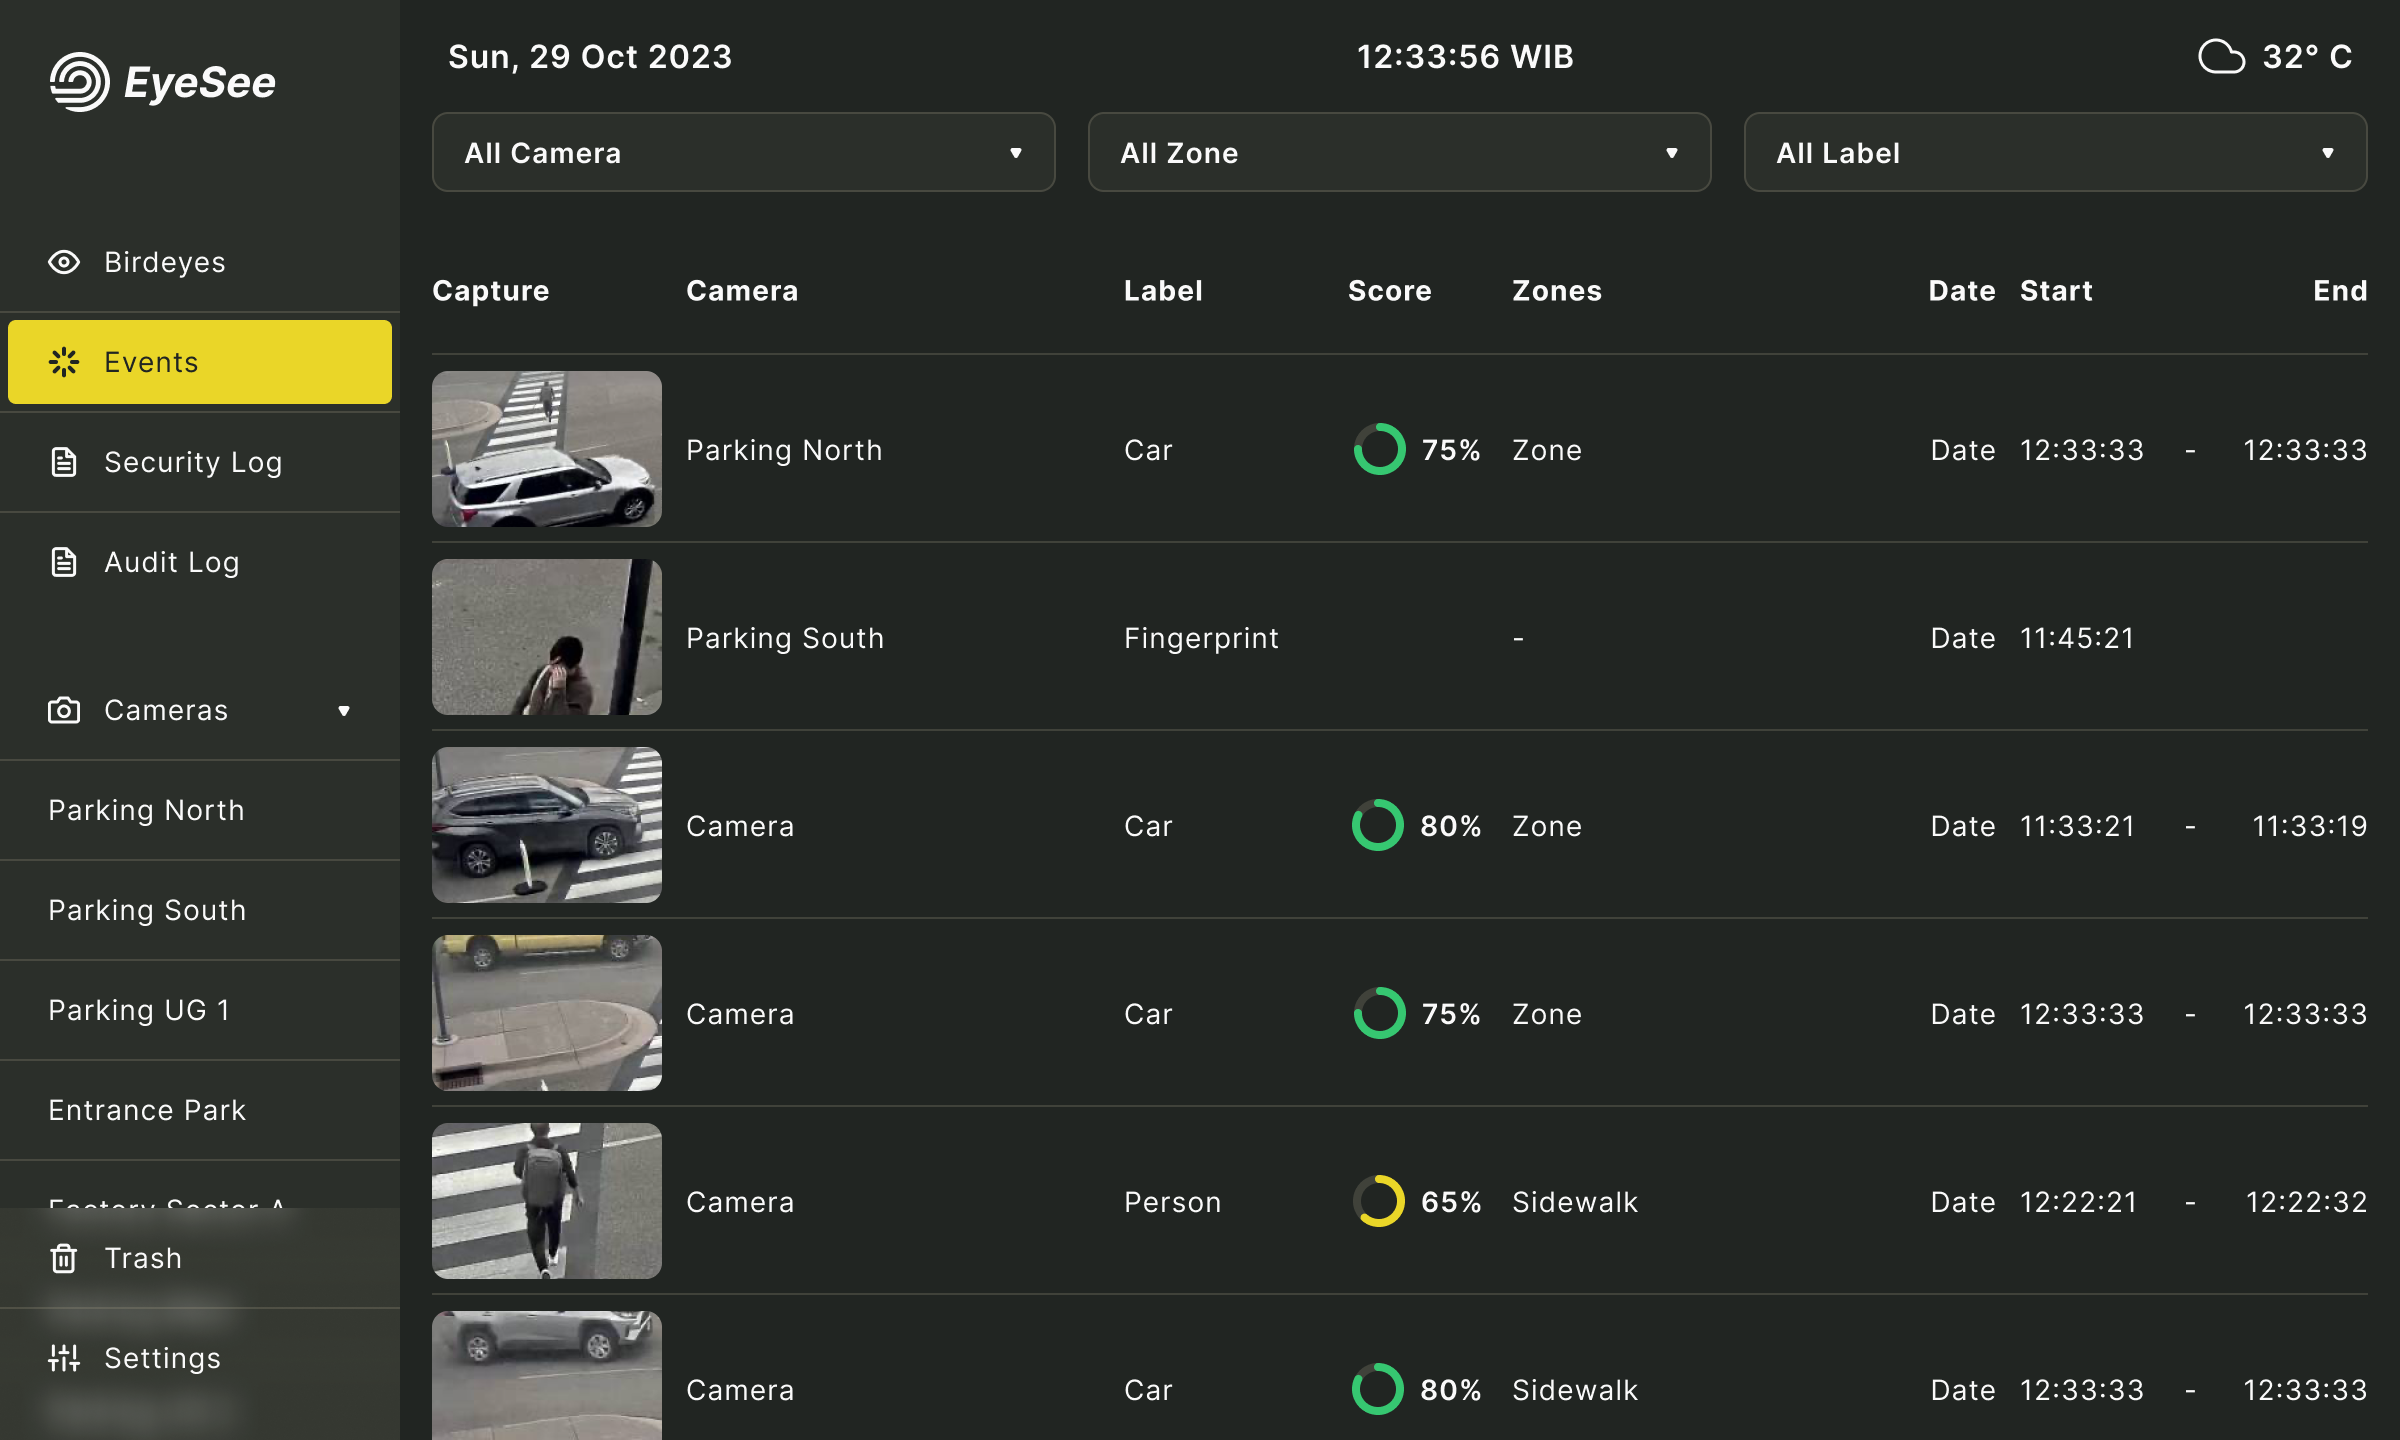 EyeSee
Sun, 29 Oct 2023
12:33:56 WIB
32° C
All Camera
All Zone
All Label
Birdeyes
Events
Security Log
Audit Log
Cameras
Parking North
Parking South
Parking UG 1
Entrance Park
Factory Sector A
Trash
Settings
Capture Camera Label Score Zones Date Start End
Parking North Car 75% Zone Date 12:33:33 - 12:33:33
Parking South Fingerprint - Date 11:45:21
Camera Car 80% Zone Date 11:33:21 - 11:33:19
Camera Car 75% Zone Date 12:33:33 - 12:33:33
Camera Person 65% Sidewalk Date 12:22:21 - 12:22:32
Camera Car 80% Sidewalk Date 12:33:33 - 12:33:33